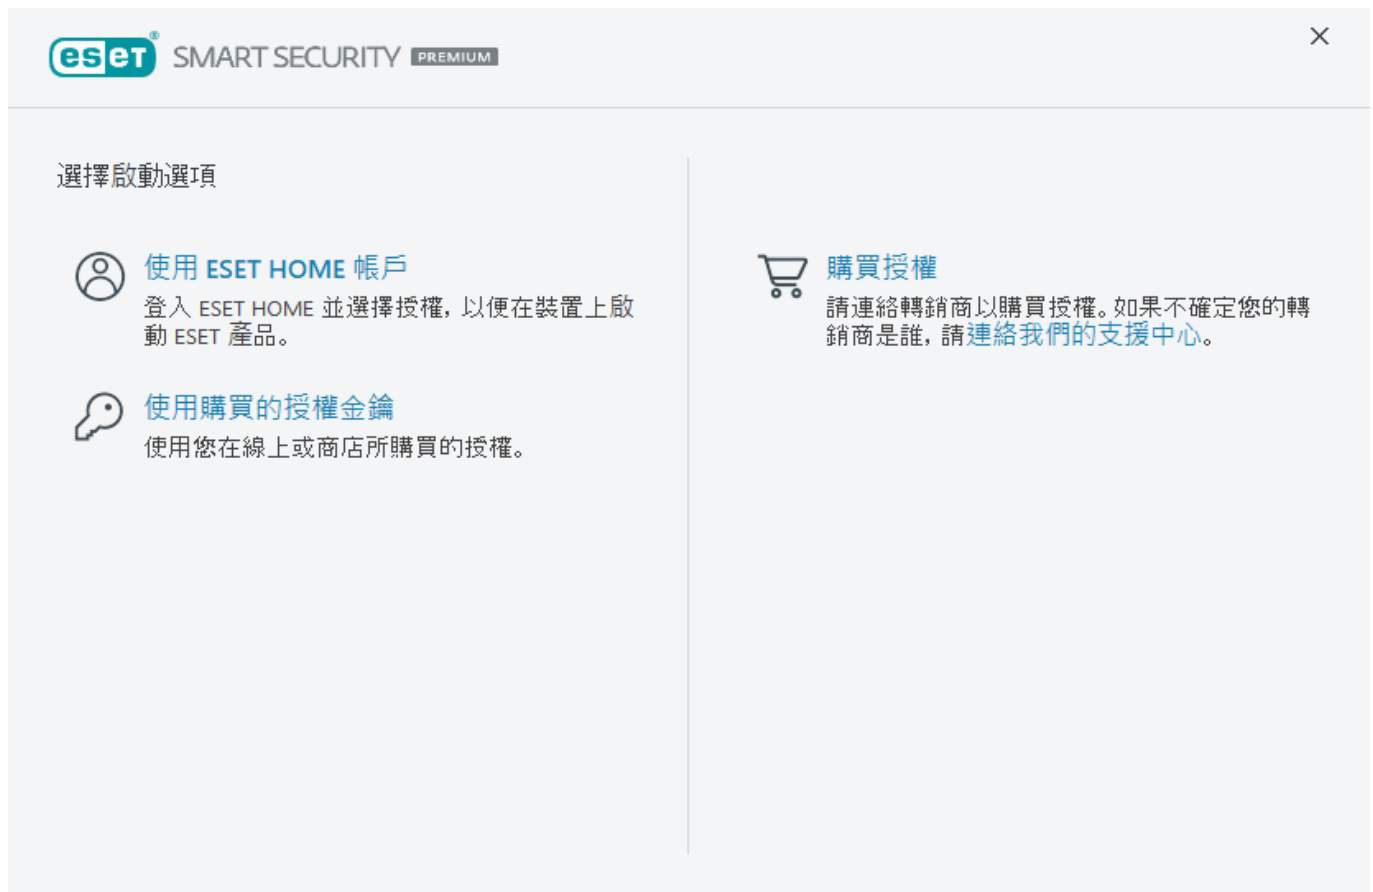 eseT® SMART SECURITY PREMIUM
選擇啟動選項
使用 ESET HOME 帳戶
登入 ESET HOME 並選擇授權, 以便在裝置上啟
動 ESET 產品。
使用購買的授權金鑰
使用您在線上或商店所購買的授權。
購買授權
請連絡轉銷商以購買授權。如果不確定您的轉
銷商是誰, 請連絡我們的支援中心。